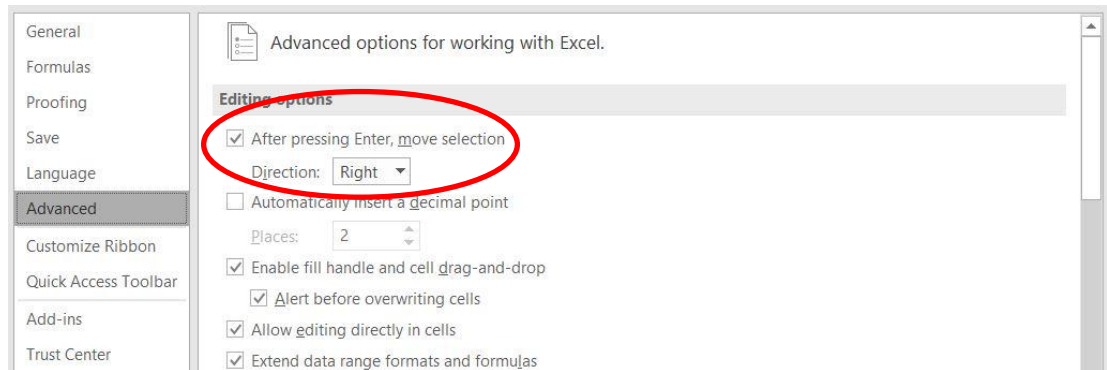 General
Formulas
Proofing
Save
Language
Advanced
Customize Ribbon
Quick Access Toolbar
Add-ins
Trust Center
Advanced options for working with Excel.
Editing options
After pressing Enter, move selection
Direction: Right
Automatically insert a decimal point
Places: 2
Enable fill handle and cell drag-and-drop
Alert before overwriting cells
Allow editing directly in cells
Extend data range formats and formulas